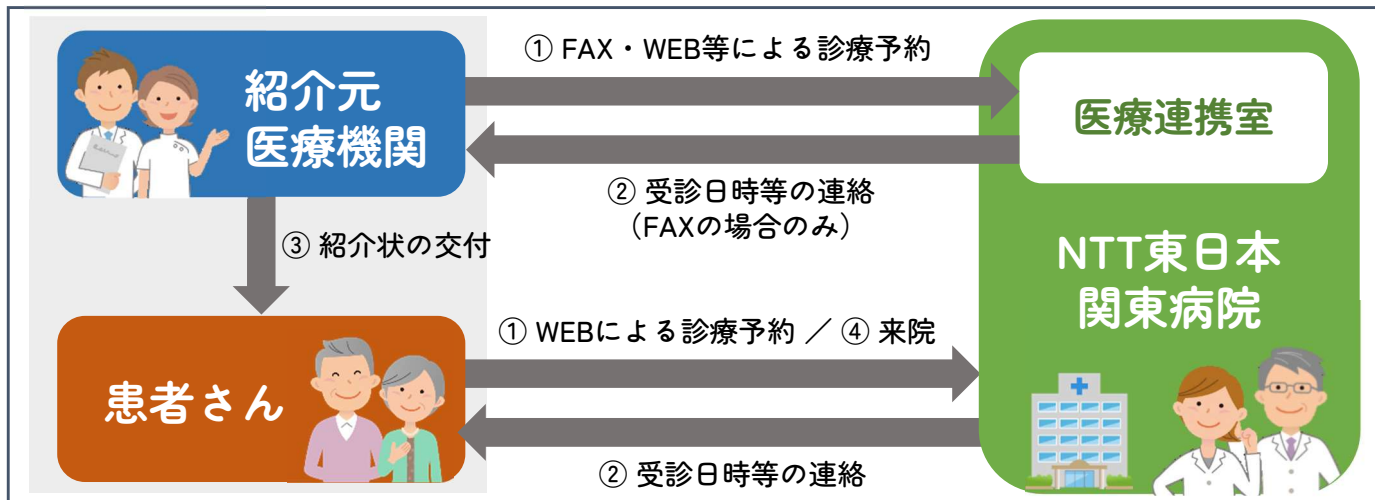 ① FAX・WEB等による診療予約
紹介元
医療機関
医療連携室
② 受診日時等の連絡
（FAXの場合のみ）
③ 紹介状の交付
NTT東日本
関東病院
① WEBによる診療予約 ／ ④ 来院
患者さん
② 受診日時等の連絡